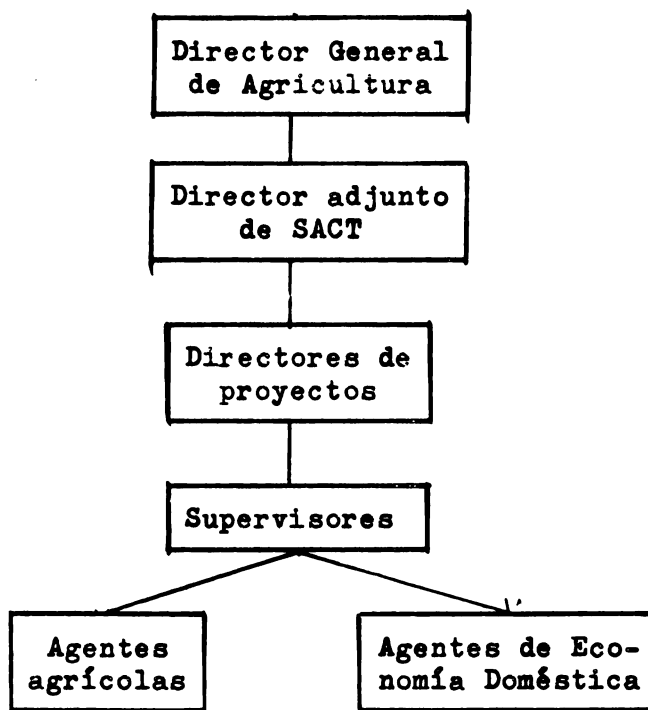 Director General
de Agricultura
Director adjunto
de SACT
Directores de
proyectos
Supervisores
Agentes
agrícolas
Agentes de Eco-
nomía Doméstica